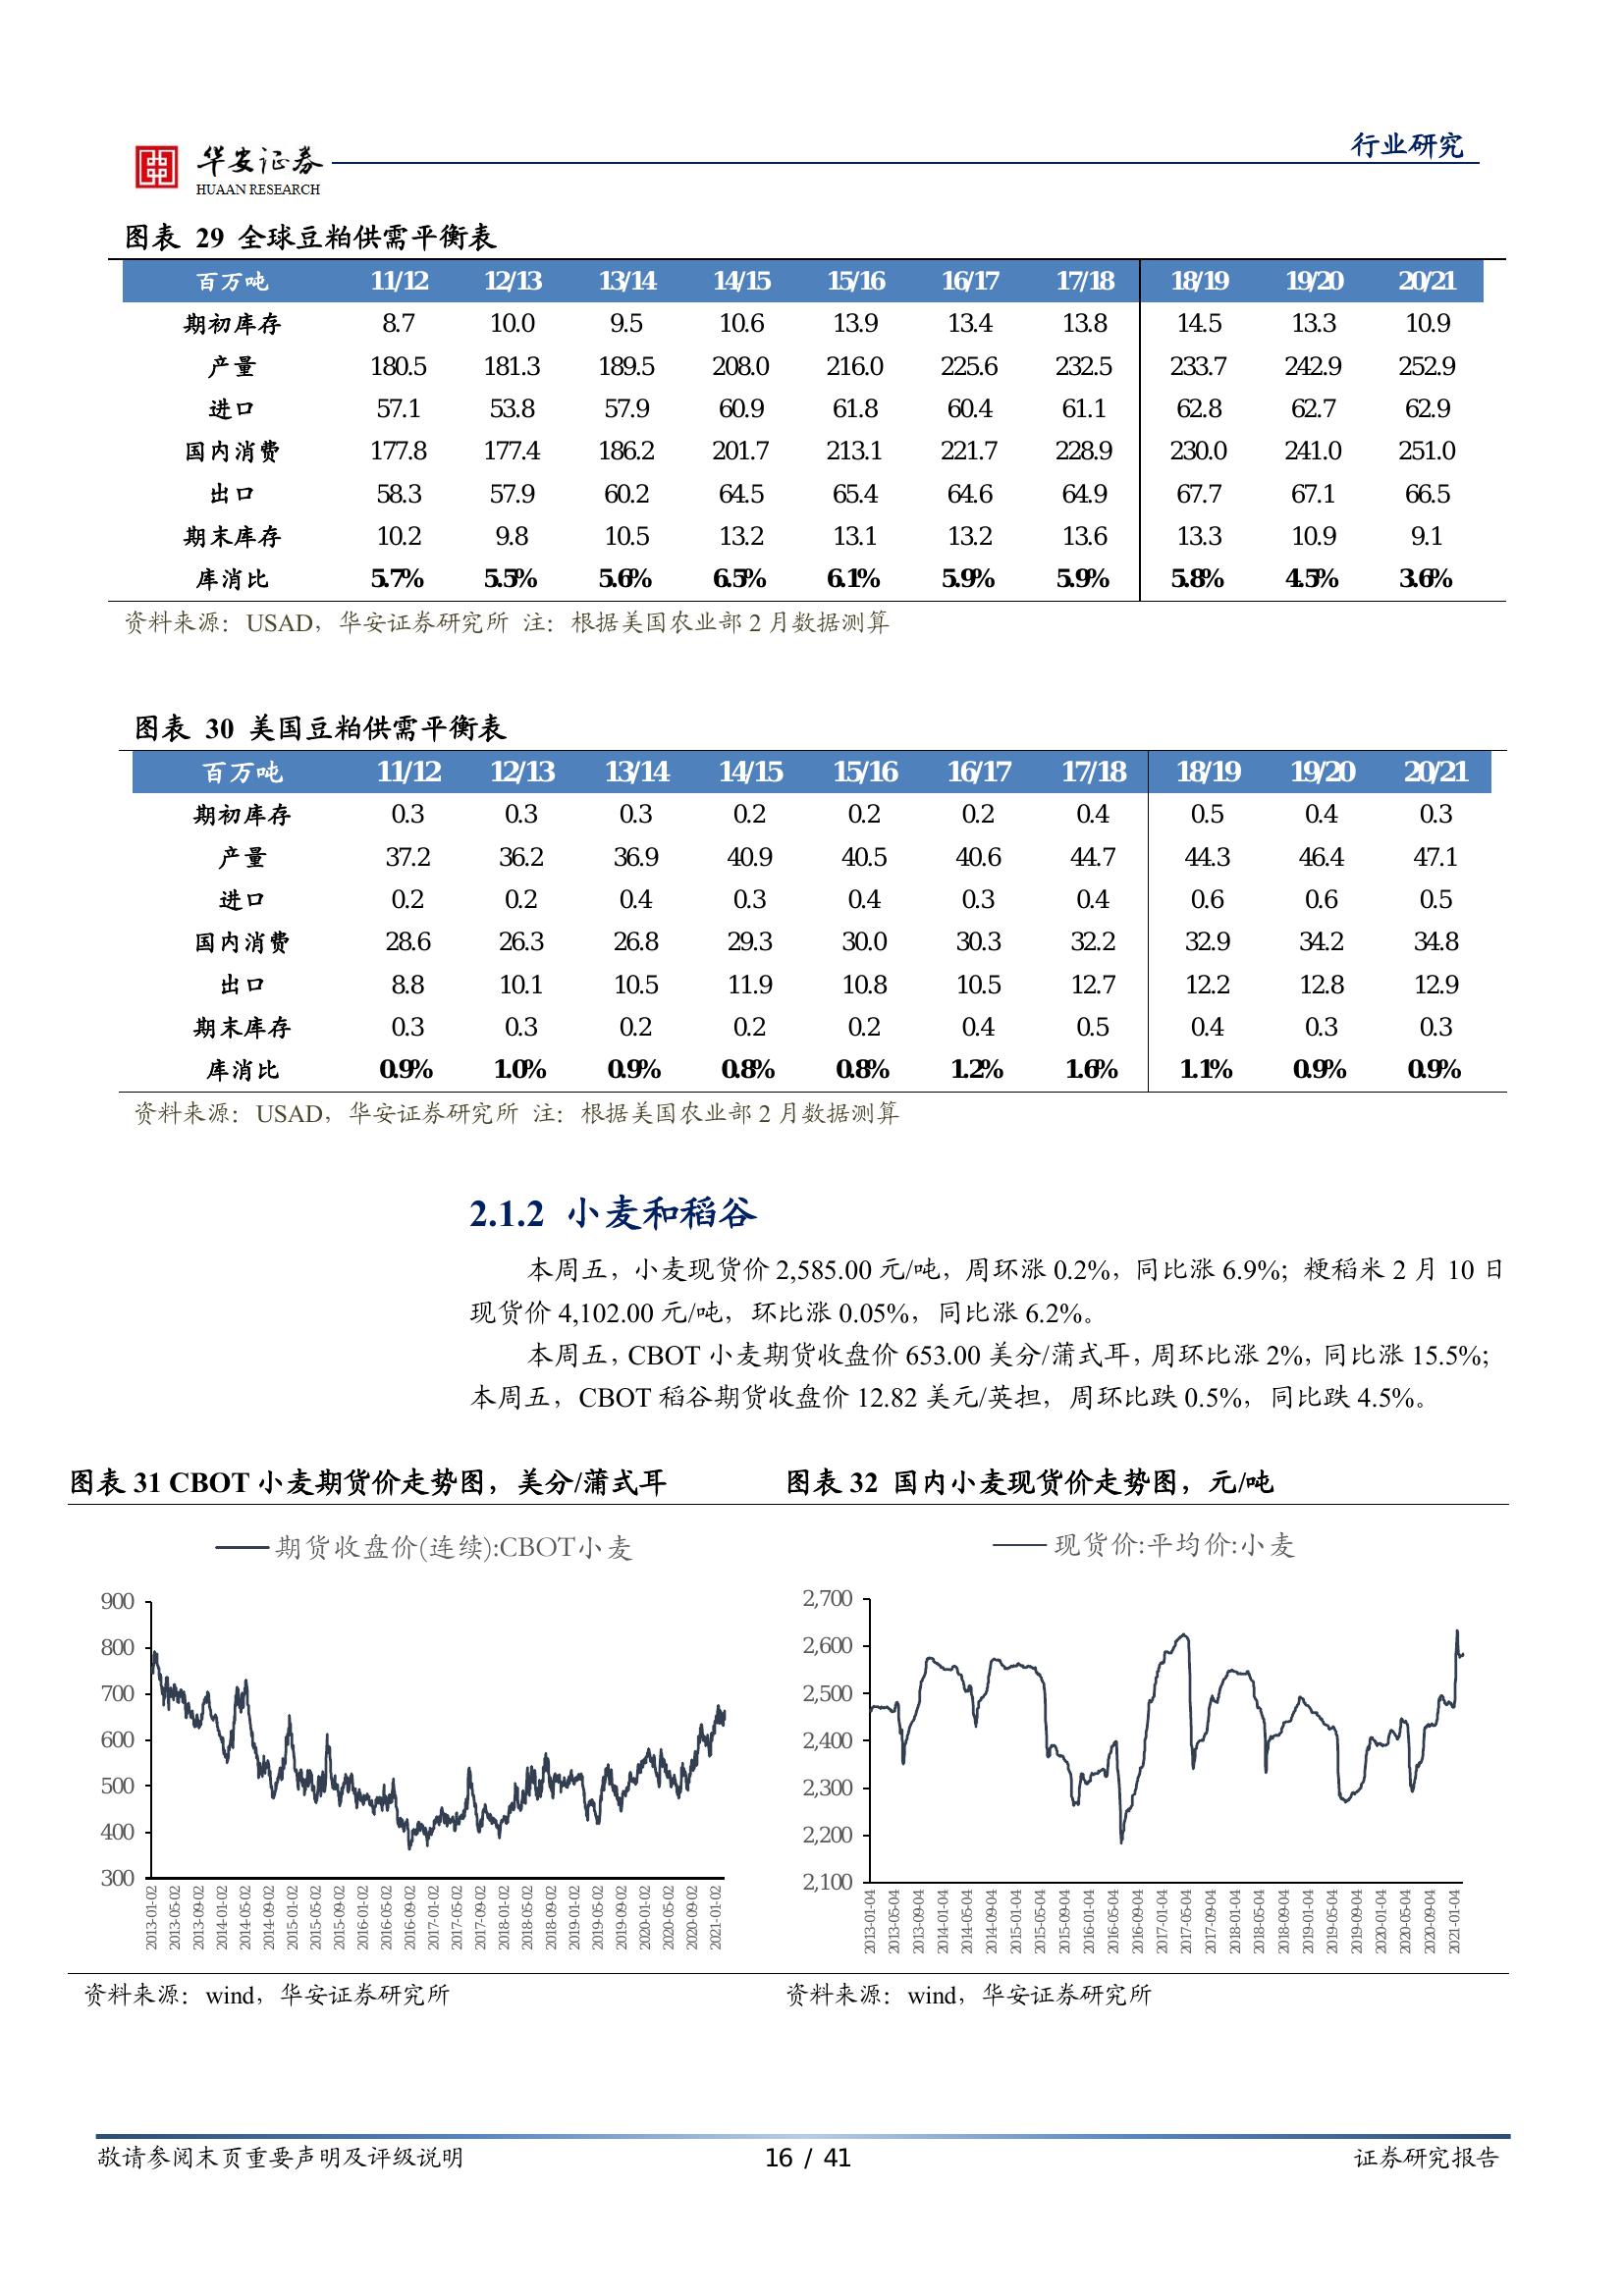 行业研究
华安证券
HUAAN RESEARCH
图表 29 全球豆粕供需平衡表
百万吨 11/12 12/13 13/14 14/15 15/16 16/17 17/18 18/19 19/20 20/21
期初库存 8.7 10.0 9.5 10.6 13.9 13.4 13.8 14.5 13.3 10.9
产量 180.5 181.3 189.5 208.0 216.0 225.6 232.5 233.7 242.9 252.9
进口 57.1 53.8 57.9 60.9 61.8 60.4 61.1 62.8 62.7 62.9
国内消费 177.8 177.4 186.2 201.7 213.1 221.7 228.9 230.0 241.0 251.0
出口 58.3 57.9 60.2 64.5 65.4 64.6 64.9 67.7 67.1 66.5
期末库存 10.2 9.8 10.5 13.2 13.1 13.2 13.6 13.3 10.9 9.1
库消比 5.7% 5.5% 5.6% 6.5% 6.1% 5.9% 5.9% 5.8% 4.5% 3.6%
资料来源：USAD，华安证券研究所 注：根据美国农业部 2 月数据测算
图表 30 美国豆粕供需平衡表
百万吨 11/12 12/13 13/14 14/15 15/16 16/17 17/18 18/19 19/20 20/21
期初库存 0.3 0.3 0.3 0.2 0.2 0.2 0.4 0.5 0.4 0.3
产量 37.2 36.2 36.9 40.9 40.5 40.6 44.7 44.3 46.4 47.1
进口 0.2 0.2 0.4 0.3 0.4 0.3 0.4 0.6 0.6 0.5
国内消费 28.6 26.3 26.8 29.3 30.0 30.3 32.2 32.9 34.2 34.8
出口 8.8 10.1 10.5 11.9 10.8 10.5 12.7 12.2 12.8 12.9
期末库存 0.3 0.3 0.2 0.2 0.2 0.4 0.5 0.4 0.3 0.3
库消比 0.9% 1.0% 0.9% 0.8% 0.8% 1.2% 1.6% 1.1% 0.9% 0.9%
资料来源：USAD，华安证券研究所 注：根据美国农业部 2 月数据测算
2.1.2 小麦和稻谷
本周五，小麦现货价 2,585.00 元/吨，周环涨 0.2%，同比涨 6.9%；粳稻米 2 月 10 日
现货价 4,102.00 元/吨，环比涨 0.05%，同比涨 6.2%。
本周五，CBOT 小麦期货收盘价 653.00 美分/蒲式耳，周环比涨 2%，同比涨 15.5%；
本周五，CBOT 稻谷期货收盘价 12.82 美元/英担，周环比跌 0.5%，同比跌 4.5%。
图表 31 CBOT 小麦期货价走势图，美分/蒲式耳
期货收盘价(连续):CBOT小麦
900
800
700
600
500
400
300
2013-01-02 2013-05-02 2013-09-02 2014-01-02 2014-05-02 2014-09-02 2015-01-02 2015-05-02 2015-09-02 2016-01-02 2016-05-02 2016-09-02 2017-01-02 2017-05-02 2017-09-02 2018-01-02 2018-05-02 2018-09-02 2019-01-02 2019-05-02 2019-09-02 2020-01-02 2020-05-02 2020-09-02 2021-01-02
资料来源：wind，华安证券研究所
图表 32 国内小麦现货价走势图，元/吨
现货价:平均价:小麦
2,700
2,600
2,500
2,400
2,300
2,200
2,100
2013-01-04 2013-05-04 2013-09-04 2014-01-04 2014-05-04 2014-09-04 2015-01-04 2015-05-04 2015-09-04 2016-01-04 2016-05-04 2016-09-04 2017-01-04 2017-05-04 2017-09-04 2018-01-04 2018-05-04 2018-09-04 2019-01-04 2019-05-04 2019-09-04 2020-01-04 2020-05-04 2020-09-04 2021-01-04
资料来源：wind，华安证券研究所
敬请参阅末页重要声明及评级说明 16 / 41 证券研究报告